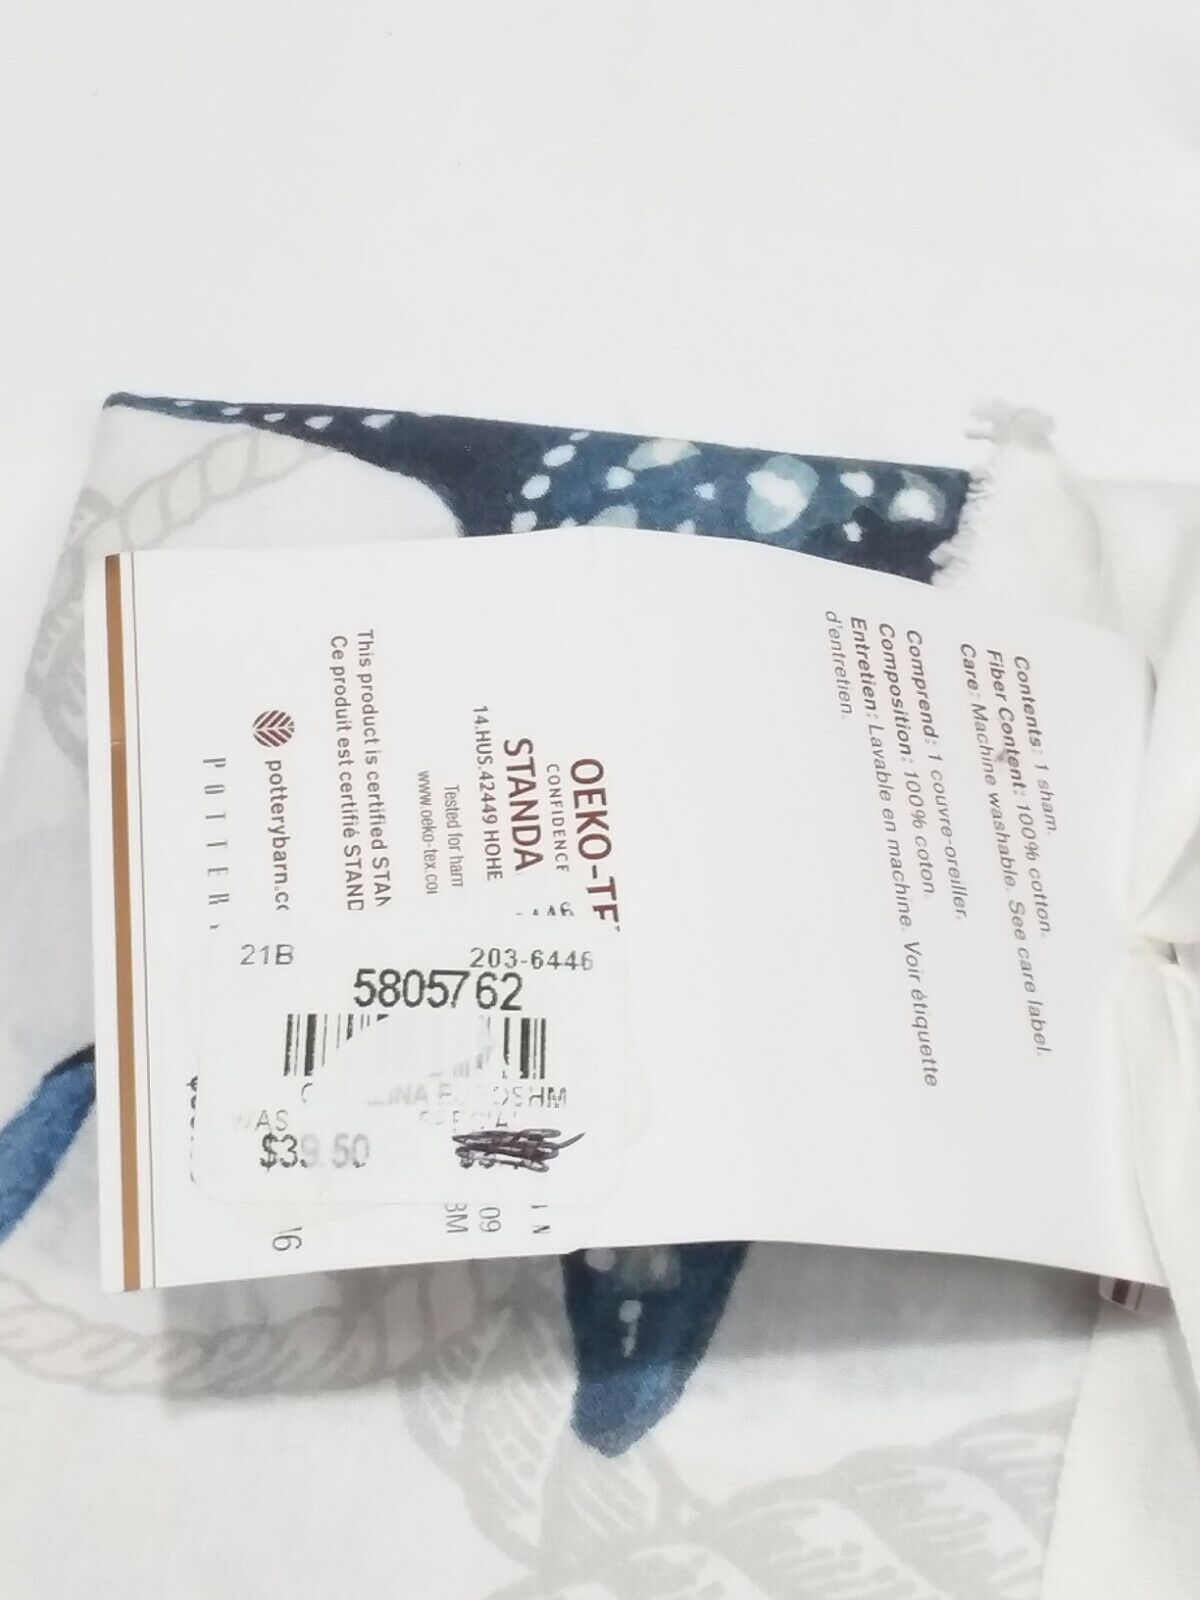 Contents: 1 sham.
Fiber Content: 100% cotton.
Care: Machine washable. See care label.
Comprend: 1 couvre-oreiller.
Composition: 100% coton.
Entretien: Lavable en machine. Voir étiquette
d'entretien.
OEKO-TE
CONFIDENCE
STANDA
14.HUS.42449 HOHE
Tested for harm
www.oeko-tex.co
This product is certified STAN
Ce produit est certifié STAND
potterybarn.co
POTTER
21B 203-6446
5805762
SHM
$39.50
09
BM